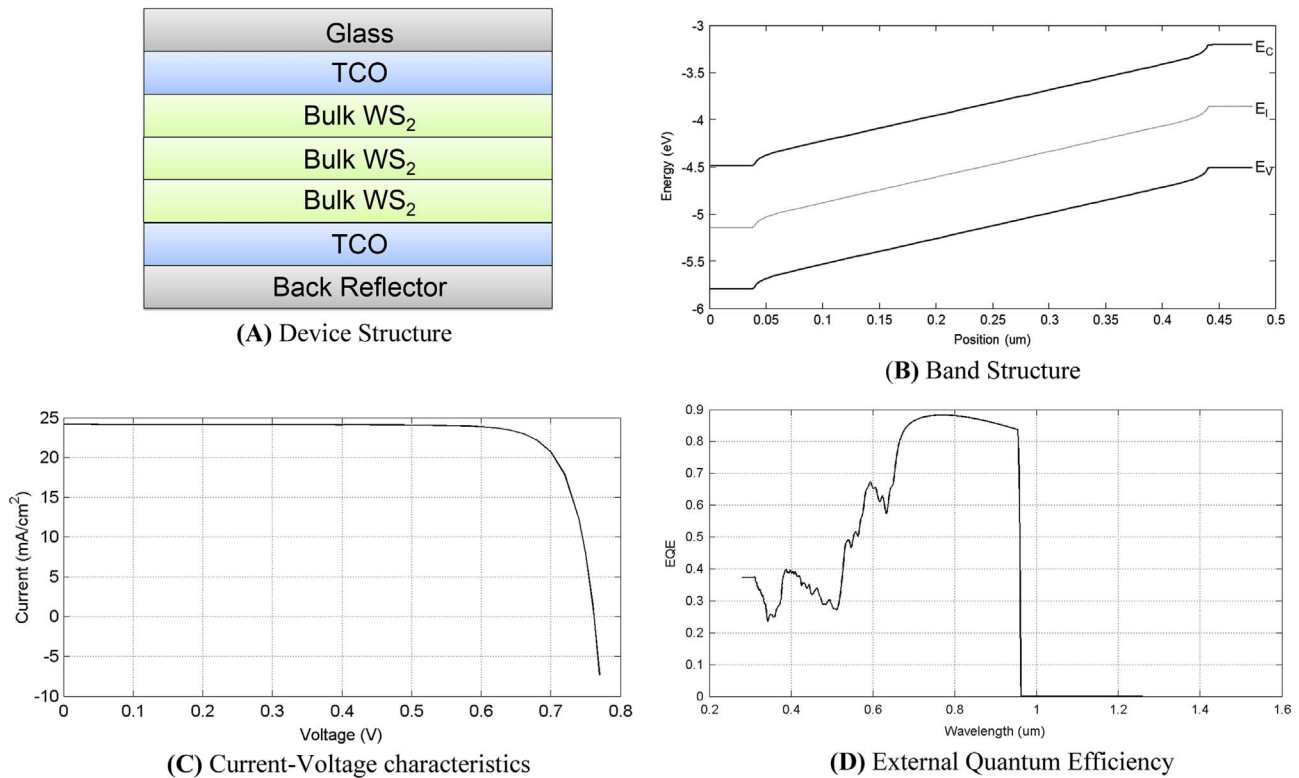 Glass
TCO
Bulk WS₂
Bulk WS₂
Bulk WS₂
TCO
Back Reflector
(A) Device Structure
-3
-3.5
-4
-4.5
-5
-5.5
-6
Energy (eV)
E_C
E_I
E_V
0 0.05 0.1 0.15 0.2 0.25 0.3 0.35 0.4 0.45 0.5
Position (um)
(B) Band Structure
25
20
15
10
5
0
-5
-10
Current (mA/cm²)
0 0.1 0.2 0.3 0.4 0.5 0.6 0.7 0.8
Voltage (V)
(C) Current-Voltage characteristics
0.9
0.8
0.7
0.6
0.5
0.4
0.3
0.2
0.1
0
EQE
0.2 0.4 0.6 0.8 1 1.2 1.4 1.6
Wavelength (um)
(D) External Quantum Efficiency